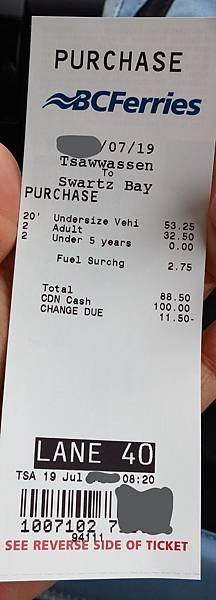 PURCHASE
BCFerries
/07/19
Tsawwassen
To
Swartz Bay
PURCHASE
20' Undersize Vehi 53.25
2 Adult 32.50
2 Under 5 years 0.00
Fuel Surchg 2.75
Total 88.50
CDN Cash 100.00
CHANGE DUE 11.50-
LANE 40
TSA 19 Jul 08:20
1007102 7
94111
SEE REVERSE SIDE OF TICKET